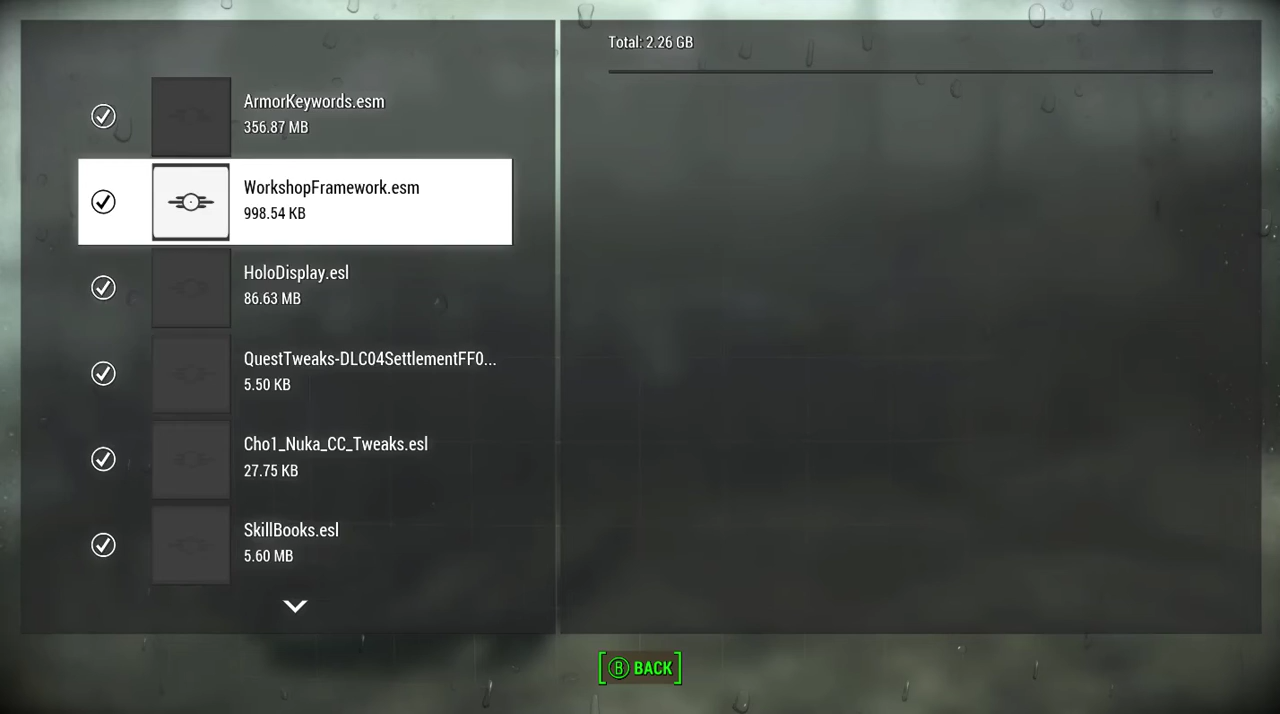 Total: 2.26 GB
ArmorKeywords.esm
356.87 MB
WorkshopFramework.esm
998.54 KB
HoloDisplay.esl
86.63 MB
QuestTweaks-DLC04SettlementFF0...
5.50 KB
Cho1_Nuka_CC_Tweaks.esl
27.75 KB
SkillBooks.esl
5.60 MB
[Ⓑ BACK]